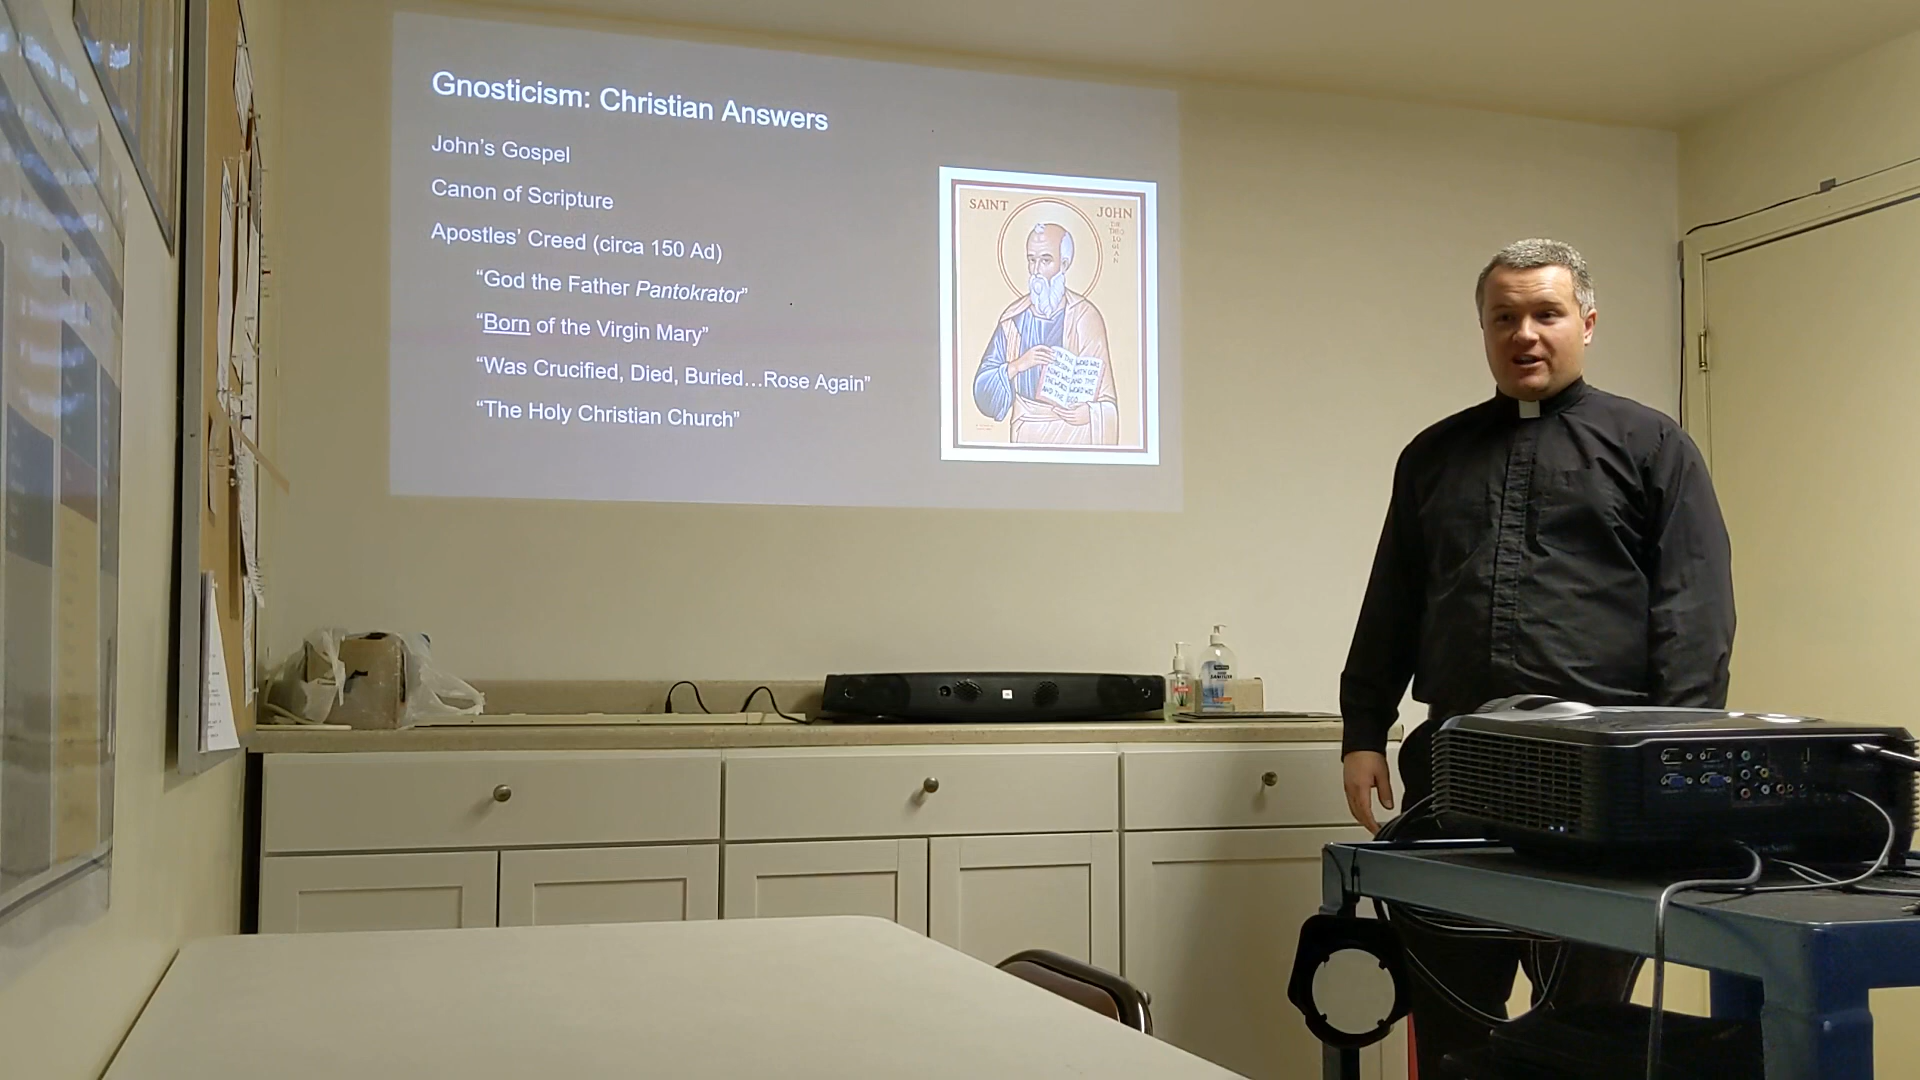 Gnosticism: Christian Answers
John's Gospel
Canon of Scripture
Apostles' Creed (circa 150 Ad)
"God the Father Pantokrator"
"Born of the Virgin Mary"
"Was Crucified, Died, Buried…Rose Again"
"The Holy Christian Church"
SAINT JOHN